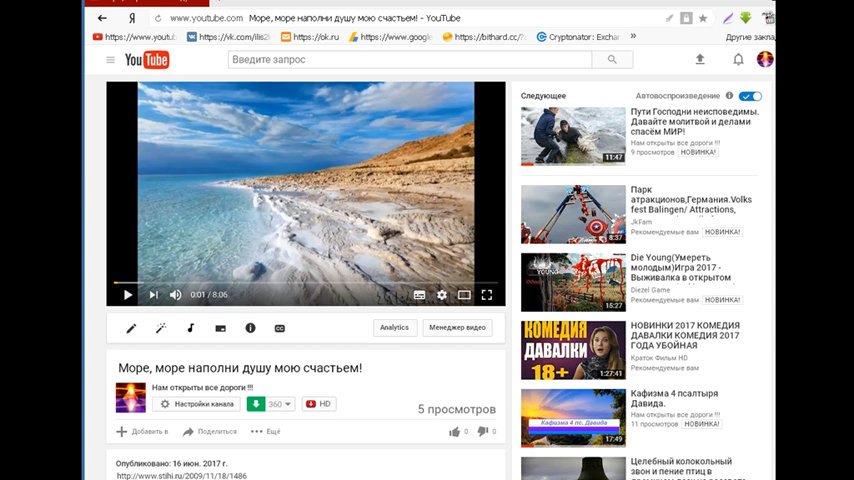 www.youtube.com Море, море наполни душу мою счастьем! - YouTube
https://www.youtub
https://vk.com/ilis2
https://ok.ru
https://www.google
https://bithard.cc/?
Cryptonator: Exchan
»
Другие заклад
YouTube
Введите запрос
0:01 / 8:06
Analytics
Менеджер видео
Море, море наполни душу мою счастьем!
Нам открыты все дороги !!!
Настройки канала
360
HD
5 просмотров
Добавить в
Поделиться
Ещё
0
0
Опубликовано: 16 июн. 2017 г.
http://www.stihi.ru/2009/11/18/1486
Следующее
Автовоспроизведение
11:47
Пути Господни неисповедимы.
Давайте молитвой и делами
спасём МИР!
Нам открыты все дороги !!!
9 просмотров НОВИНКА!
8:37
Парк
атракционов,Германия.Volks
fest Balingen/ Attractions,
JkFam
Рекомендуемые вам НОВИНКА!
YOUNG
15:27
Die Young(Умереть
молодым)Игра 2017 -
Выживалка в открытом
Diezel Game
Рекомендуемые вам НОВИНКА!
КОМЕДИЯ
ДАВАЛКИ
18+
1:27:41
НОВИНКИ 2017 КОМЕДИЯ
ДАВАЛКИ КОМЕДИЯ 2017
ГОДА УБОЙНАЯ
Краток Фильм HD
Рекомендуемые вам
Кафизма 4 пс. Давида
17:49
Кафизма 4 псалтыря
Давида.
Нам открыты все дороги !!!
11 просмотров НОВИНКА!
Целебный колокольный
звон и пение птиц в